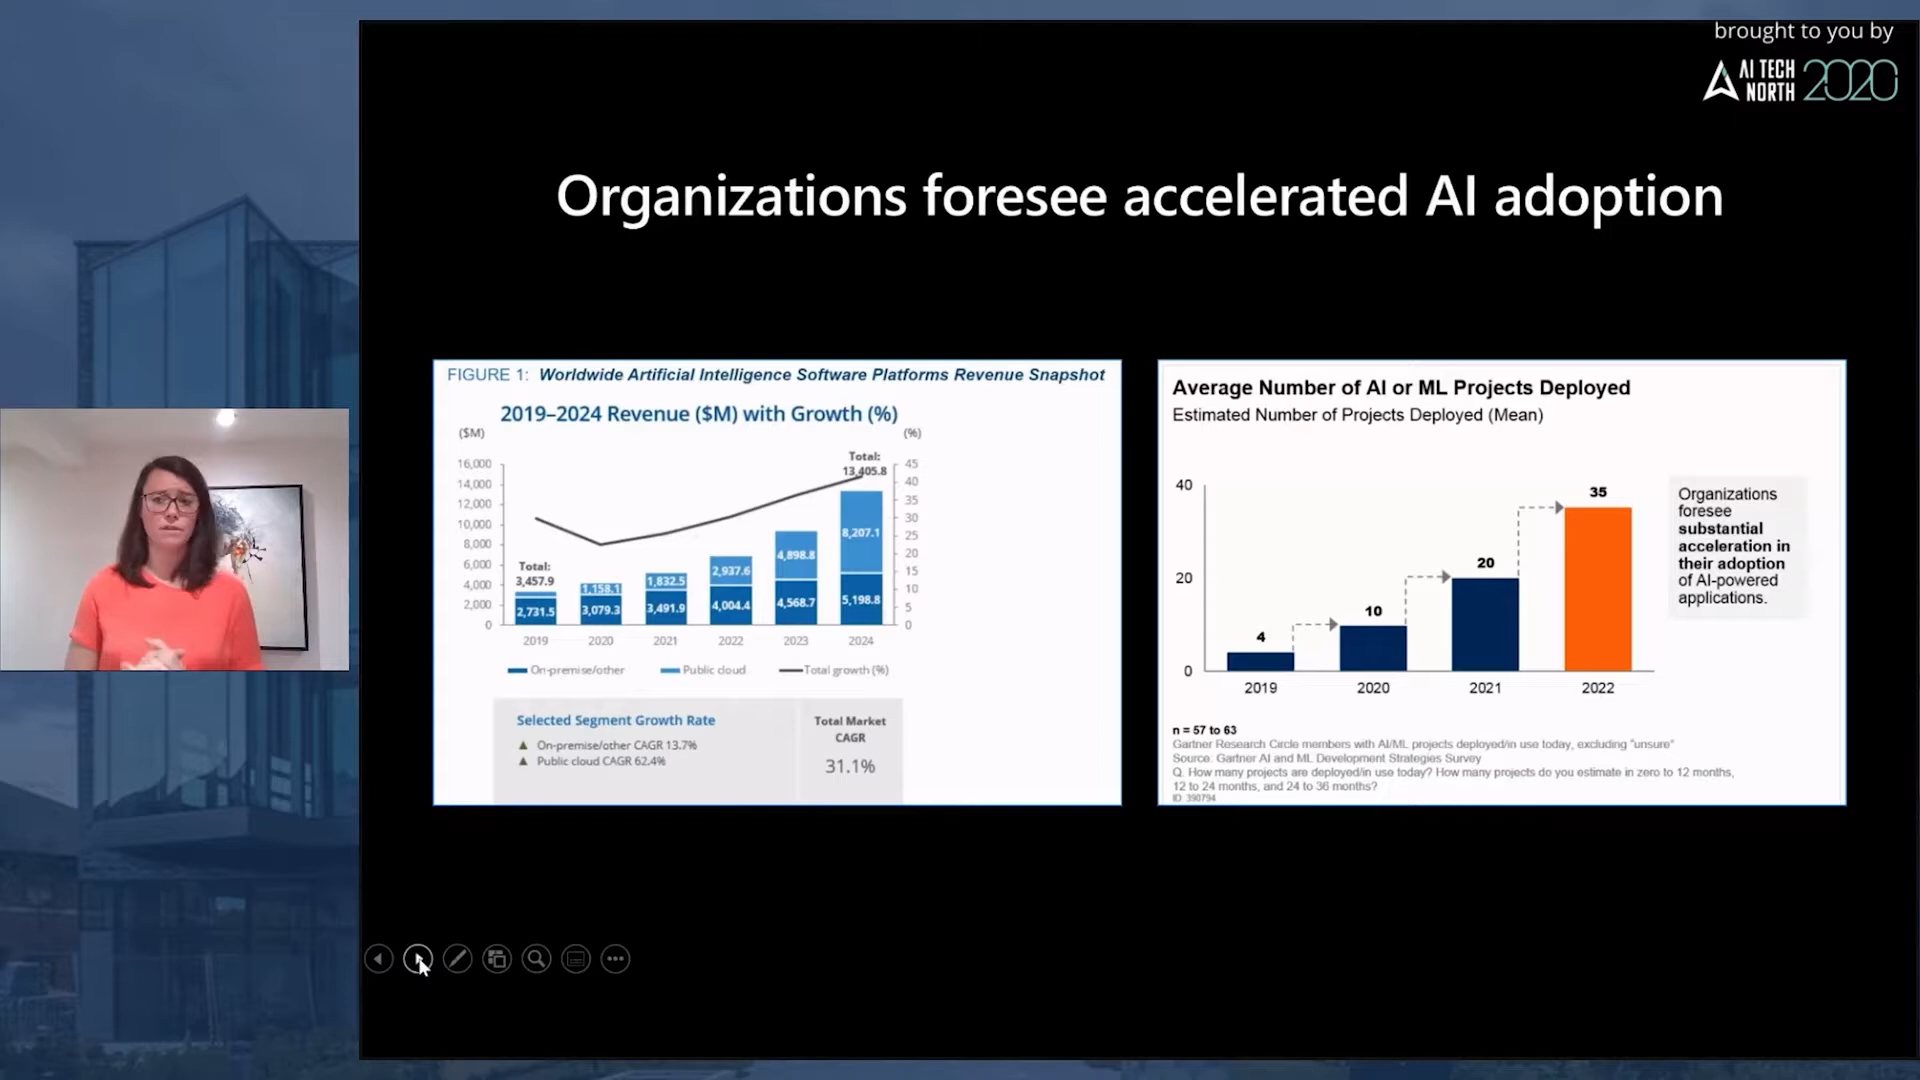 brought to you by
AI TECH
NORTH 2020
Organizations foresee accelerated AI adoption
FIGURE 1: Worldwide Artificial Intelligence Software Platforms Revenue Snapshot
2019–2024 Revenue ($M) with Growth (%)
($M)
(%)
16,000
14,000
12,000
10,000
8,000
6,000
4,000
2,000
0
45
40
35
30
25
20
15
10
5
0
Total:
3,457.9
Total:
13,405.8
2,731.5
1,158.1
3,079.3
1,832.5
3,491.9
2,937.6
4,004.4
4,898.8
4,568.7
8,207.1
5,198.8
2019 2020 2021 2022 2023 2024
On-premise/other Public cloud Total growth (%)
Selected Segment Growth Rate
▲ On-premise/other CAGR 13.7%
▲ Public cloud CAGR 62.4%
Total Market
CAGR
31.1%
Average Number of AI or ML Projects Deployed
Estimated Number of Projects Deployed (Mean)
40
20
0
4
10
20
35
2019 2020 2021 2022
Organizations
foresee
substantial
acceleration in
their adoption
of AI-powered
applications.
n = 57 to 63
Gartner Research Circle members with AI/ML projects deployed/in use today, excluding "unsure"
Source: Gartner AI and ML Development Strategies Survey
Q. How many projects are deployed/in use today? How many projects do you estimate in zero to 12 months,
12 to 24 months, and 24 to 36 months?
ID: 390794